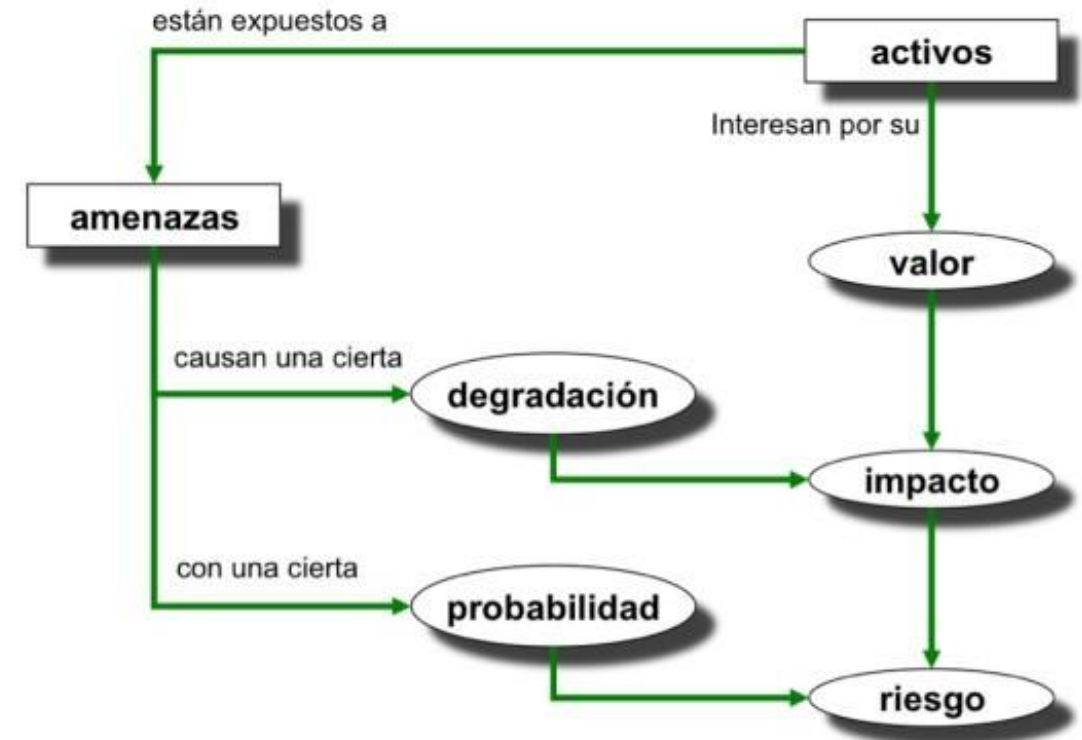 están expuestos a
activos
Interesan por su
amenazas
valor
causan una cierta
degradación
impacto
con una cierta
probabilidad
riesgo